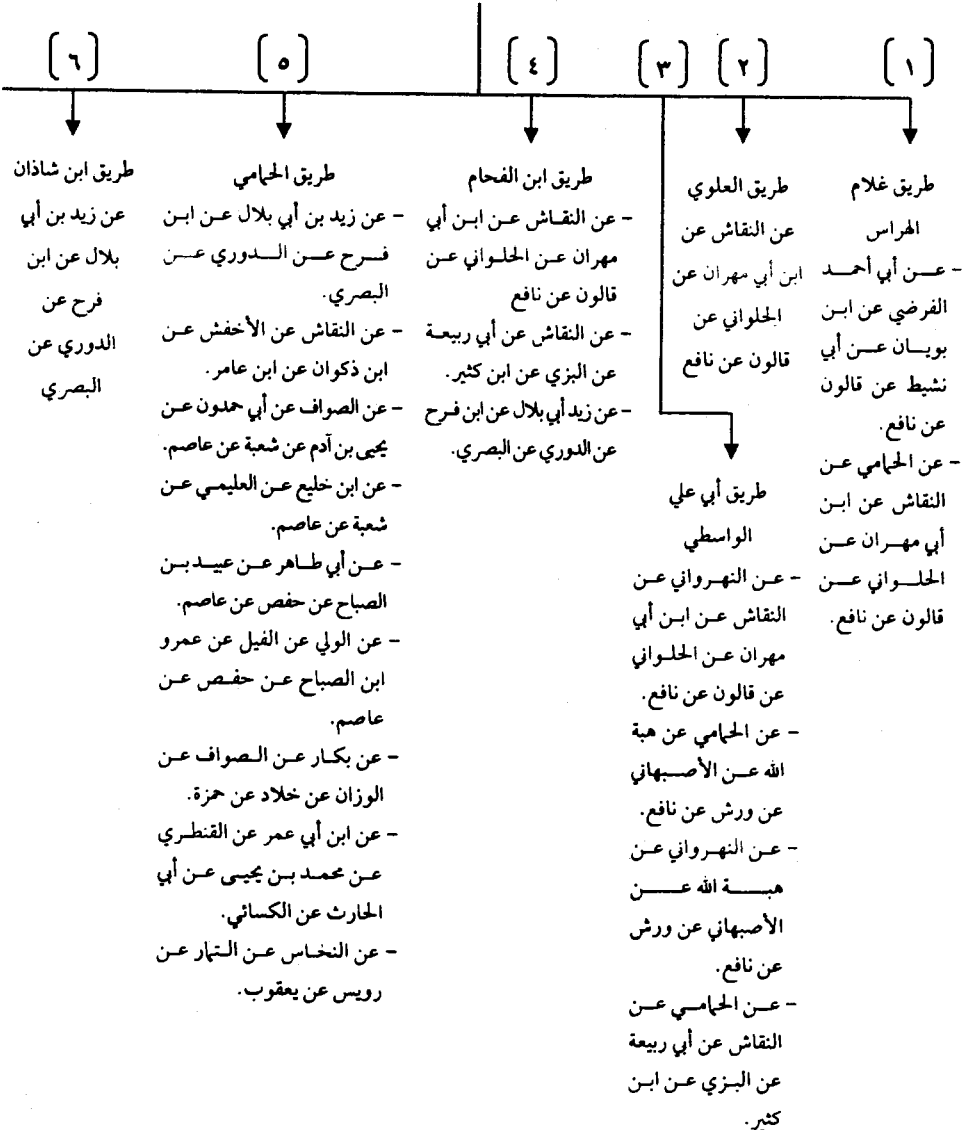 [١]
[٢]
[٣]
[٤]
[٥]
[٦]
طريق غلام
الهراس
- عن أبي أحمد
الفرضي عن ابن
بويان عن أبي
نشيط عن قالون
عن نافع.
- عن الحمامي عن
النقاش عن ابن
أبي مهران عن
الحلواني عن
قالون عن نافع.
طريق العلوي
عن النقاش عن
ابن أبي مهران عن
الحلواني عن
قالون عن نافع
طريق أبي علي
الواسطي
- عن النهرواني عن
النقاش عن ابن أبي
مهران عن الحلواني
عن قالون عن نافع.
- عن الحمامي عن هبة
الله عن الأصبهاني
عن ورش عن نافع.
- عن النهرواني عن
هبة الله عن
الأصبهاني عن ورش
عن نافع.
- عن الحمامي عن
النقاش عن أبي ربيعة
عن البزي عن ابن
كثير.
طريق ابن الفحام
- عن النقاش عن ابن أبي
مهران عن الحلواني عن
قالون عن نافع
- عن النقاش عن أبي ربيعة
عن البزي عن ابن كثير.
- عن زيد أبي بلال عن ابن فرح
عن الدوري عن البصري.
طريق الحمامي
- عن زيد بن أبي بلال عن ابن
فرح عن الدوري عن
البصري.
- عن النقاش عن الأخفش عن
ابن ذكوان عن ابن عامر.
- عن الصواف عن أبي حمدون عن
يحيى بن آدم عن شعبة عن عاصم.
- عن ابن خليع عن العليمي عن
شعبة عن عاصم.
- عن أبي طاهر عن عبيد بن
الصباح عن حفص عن عاصم.
- عن الولي عن الفيل عن عمرو
ابن الصباح عن حفص عن
عاصم.
- عن بكار عن الصواف عن
الوزان عن خلاد عن حمزة.
- عن ابن أبي عمر عن القنطري
عن محمد بن يحيى عن أبي
الحارث عن الكسائي.
- عن النخاس عن التمار عن
رويس عن يعقوب.
طريق ابن شاذان
عن زيد بن أبي
بلال عن ابن
فرح عن
الدوري عن
البصري